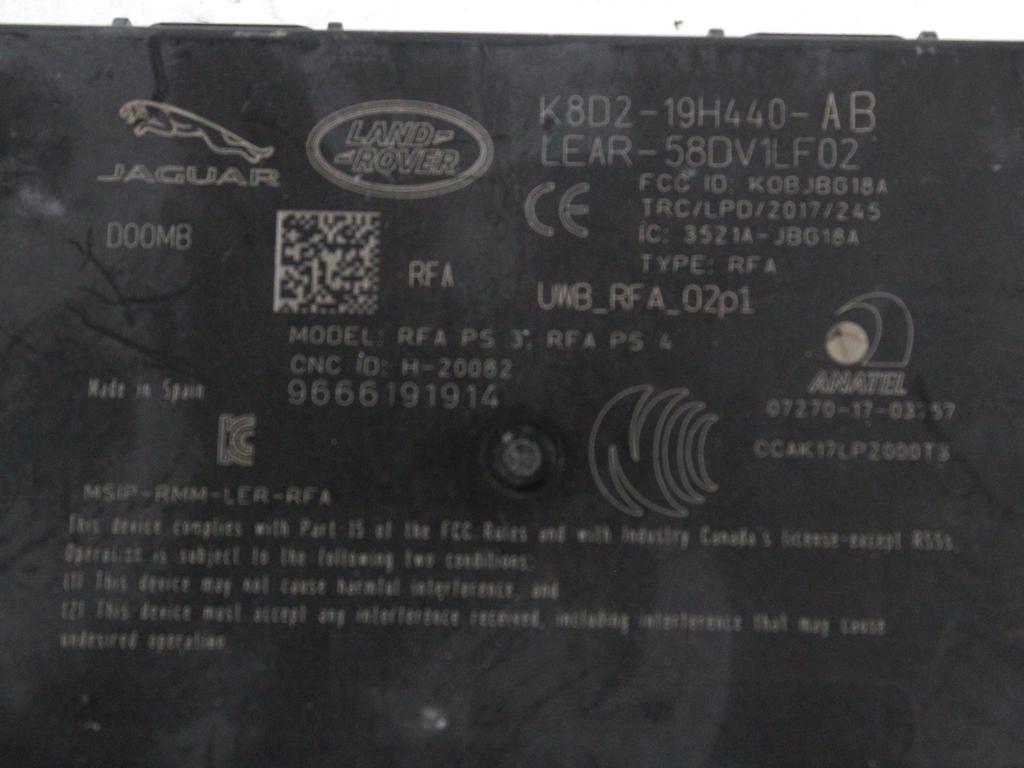 JAGUAR
LAND-
-ROVER
K8D2-19H440-AB
LEAR-58DV1LF02
FCC ID: KOBJBG18A
TRC/LPD/2017/245
IC: 3521A-JBG18A
TYPE: RFA
D00MB
RFA
UWB_RFA_02p1
MODEL: RFA PS 3; RFA PS 4
CNC ID: H-20082
9666191914
Made in Spain
ANATEL
07270-17-03257
CCAK17LP2000T3
MSIP-RMM-LER-RFA
This device complies with Part 15 of the FCC Rules and with Industry Canada's license-except RSSs.
Operation is subject to the following two conditions:
(1) This device may not cause harmful interference, and
(2) This device must accept any interference received, including interference that may cause
undesired operation.